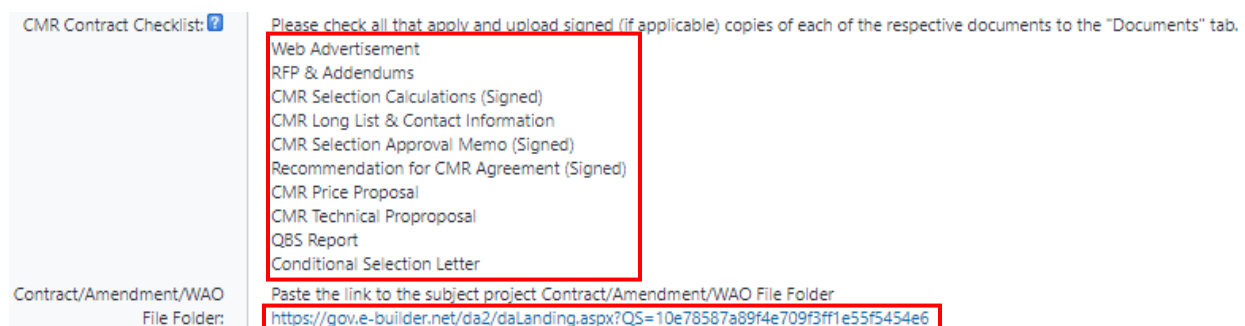 CMR Contract Checklist: ? Please check all that apply and upload signed (if applicable) copies of each of the respective documents to the "Documents" tab.
Web Advertisement
RFP & Addendums
CMR Selection Calculations (Signed)
CMR Long List & Contact Information
CMR Selection Approval Memo (Signed)
Recommendation for CMR Agreement (Signed)
CMR Price Proposal
CMR Technical Proproposal
QBS Report
Conditional Selection Letter
Contract/Amendment/WAO Paste the link to the subject project Contract/Amendment/WAO File Folder
File Folder: https://gov.e-builder.net/da2/daLanding.aspx?QS=10e78587a89f4e709f3ff1e55f5454e6